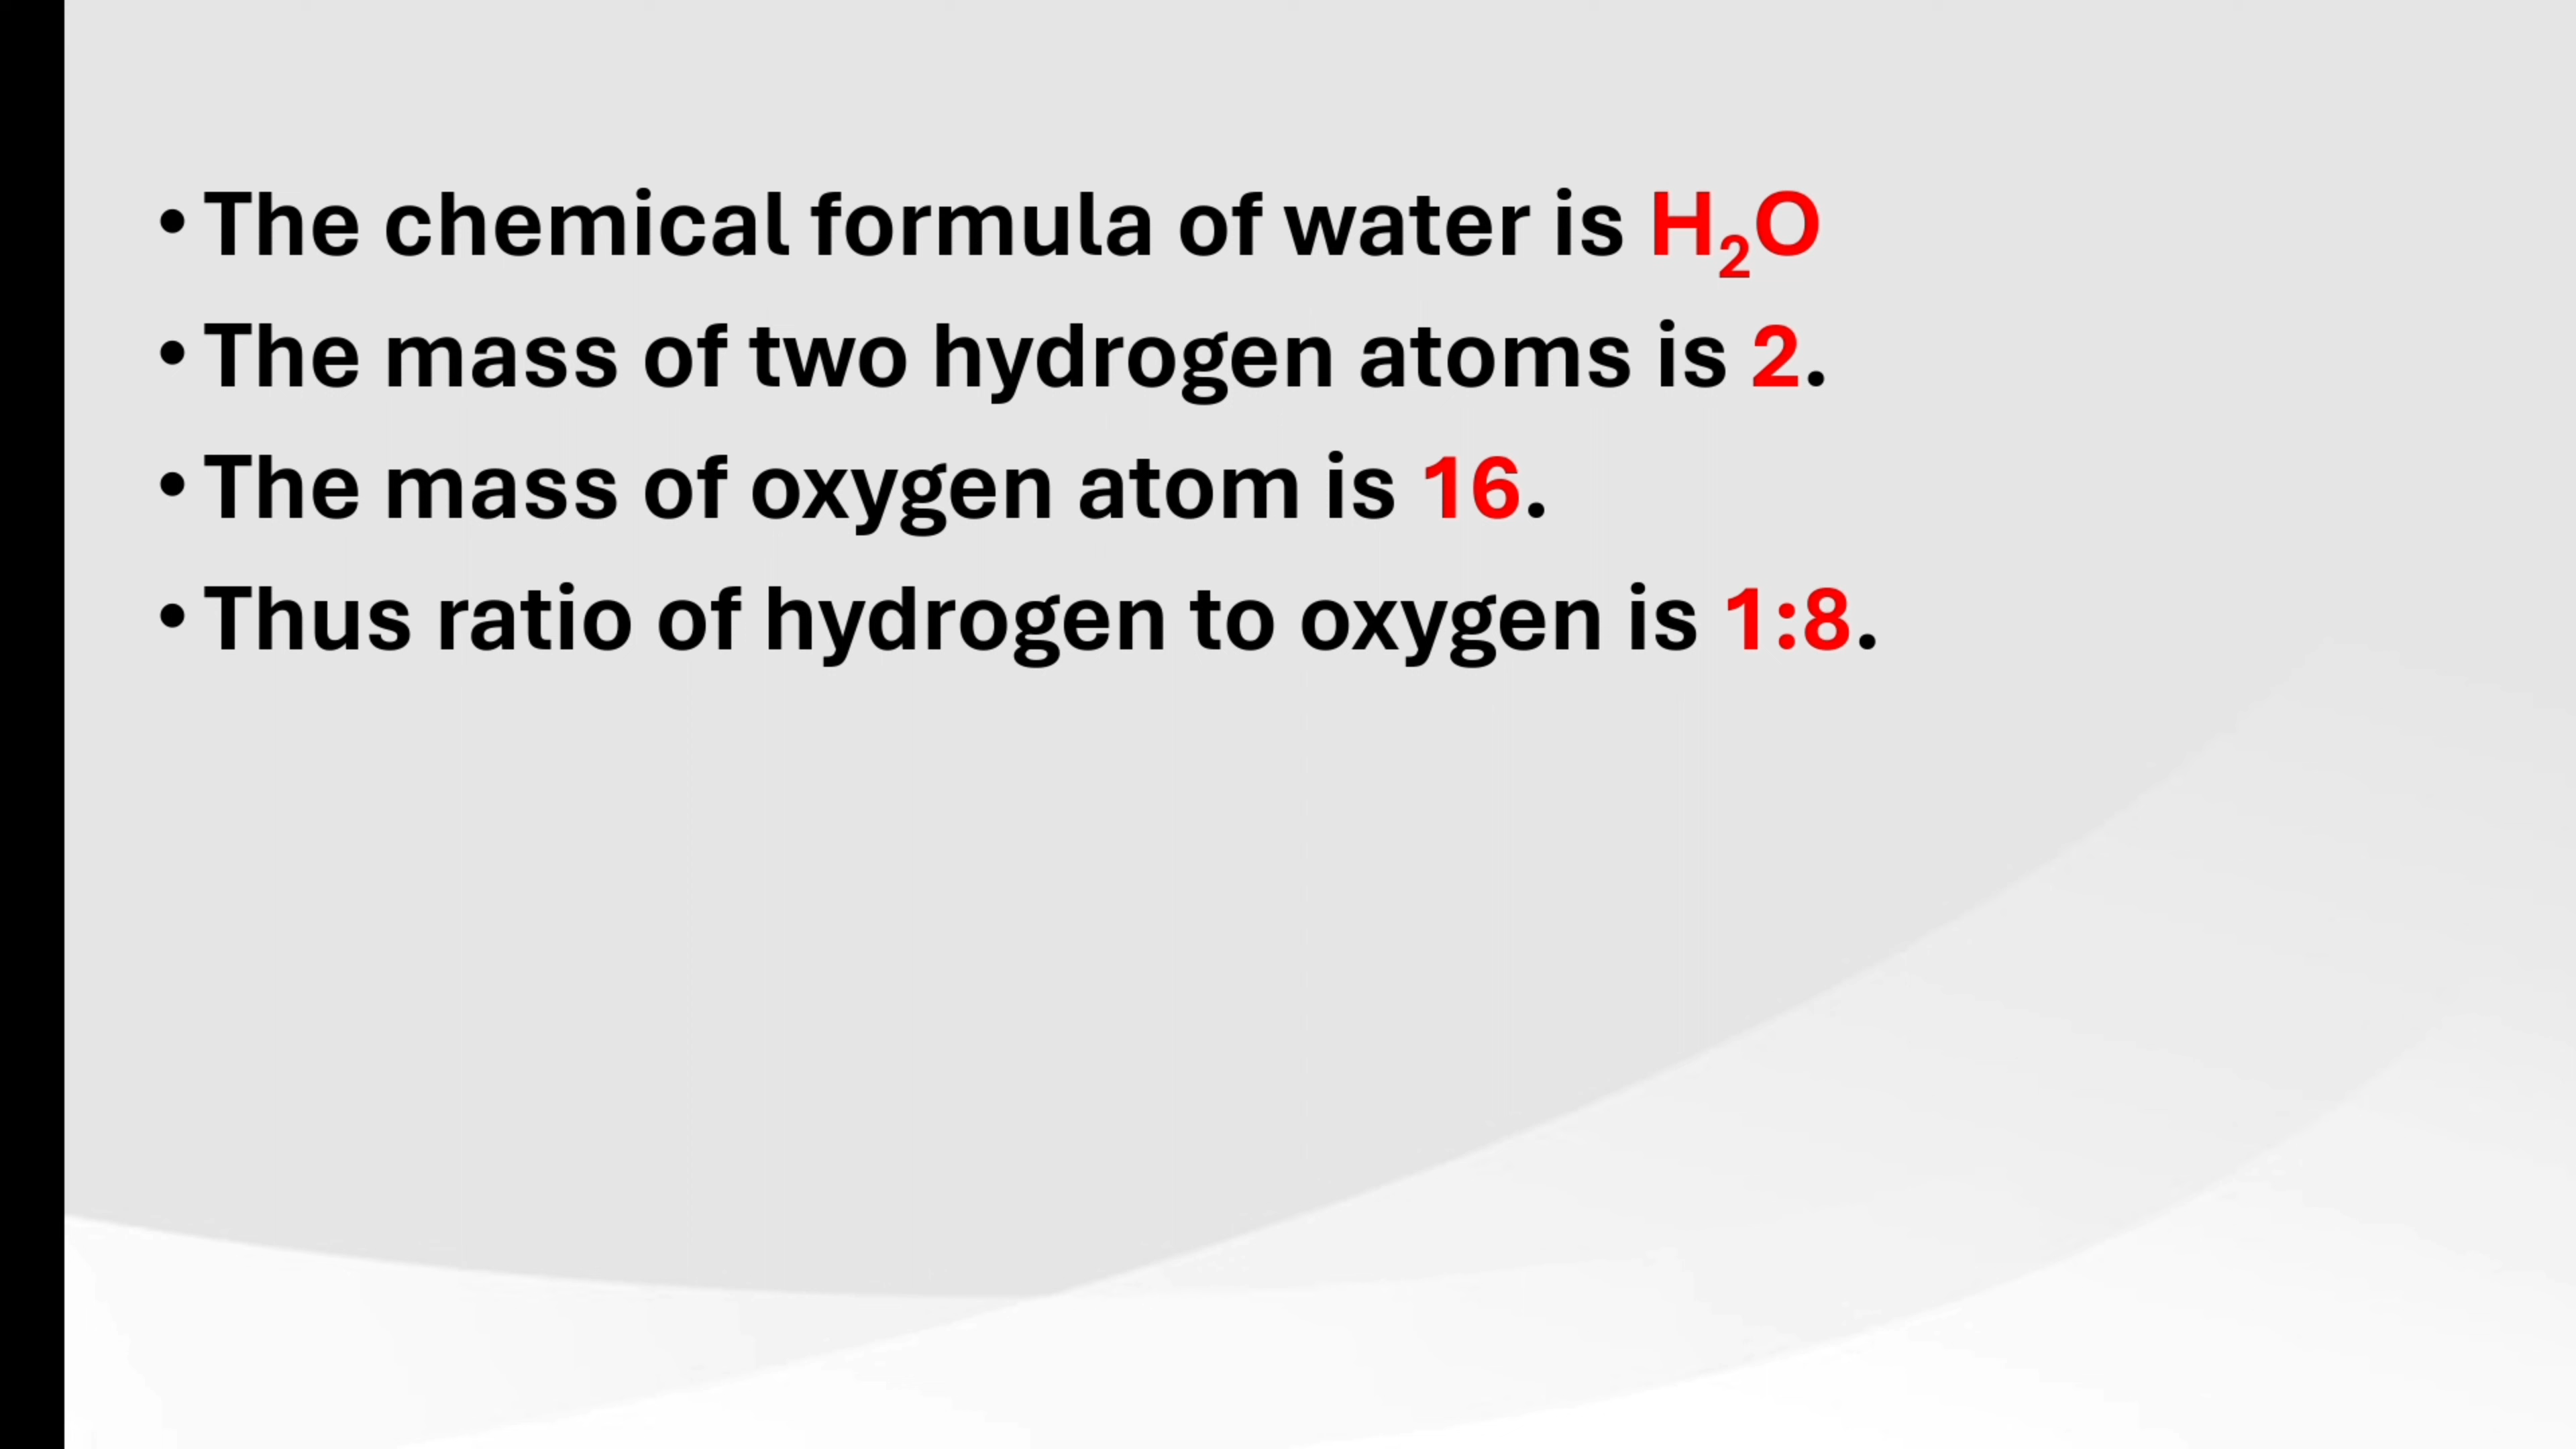 • The chemical formula of water is H₂O
• The mass of two hydrogen atoms is 2.
• The mass of oxygen atom is 16.
• Thus ratio of hydrogen to oxygen is 1:8.